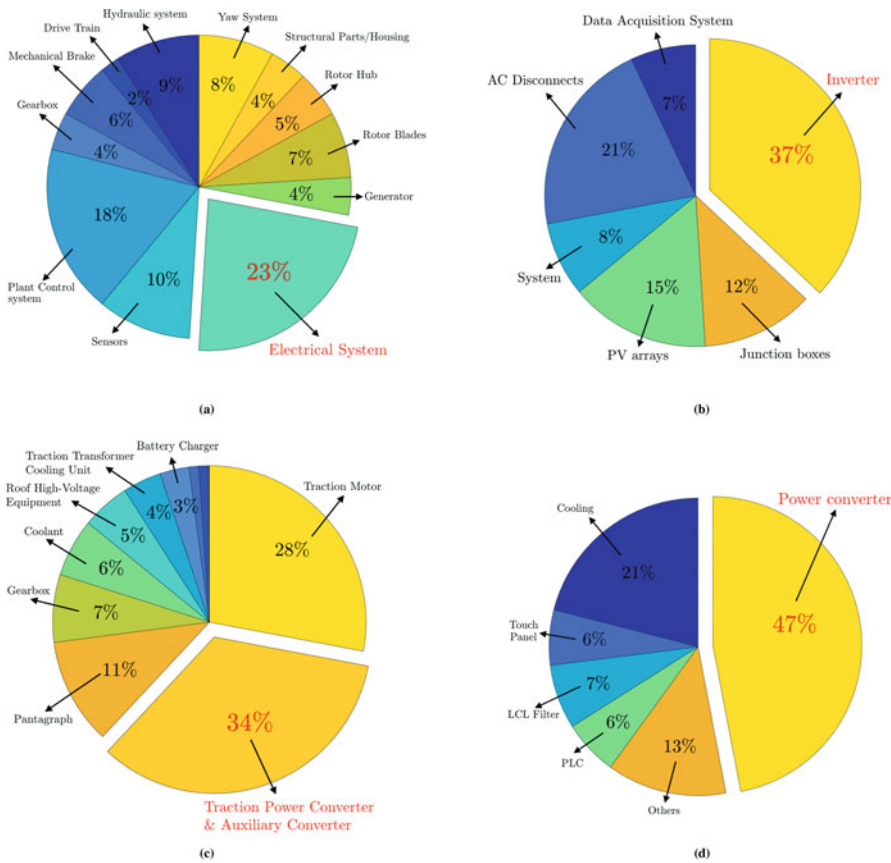 Hydraulic system
Yaw System
Drive Train
Structural Parts/Housing
Mechanical Brake
Rotor Hub
Gearbox
Rotor Blades
Generator
9%
8%
2%
4%
6%
5%
4%
7%
4%
18%
23%
10%
Plant Control
system
Sensors
Electrical System
(a)
Data Acquisition System
AC Disconnects
Inverter
7%
37%
21%
8%
System
15%
12%
PV arrays
Junction boxes
(b)
Battery Charger
Traction Transformer
Cooling Unit
Traction Motor
Roof High-Voltage
Equipment
Coolant
Gearbox
3%
4%
5%
28%
6%
7%
11%
Pantagraph
34%
Traction Power Converter
& Auxiliary Converter
(c)
Power converter
Cooling
21%
47%
Touch
Panel
6%
7%
LCL Filter
6%
PLC
13%
Others
(d)